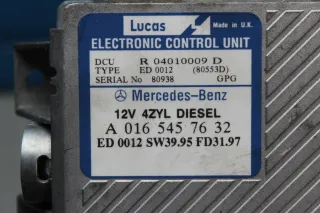 Lucas
Made in U.K.
ELECTRONIC CONTROL UNIT
DCU R 04010009 D
TYPE ED 0012 (80553D)
SERIAL No 80938 GPG
Mercedes-Benz
12V 4ZYL DIESEL
A 016 545 76 32
ED 0012 SW39.95 FD31.97